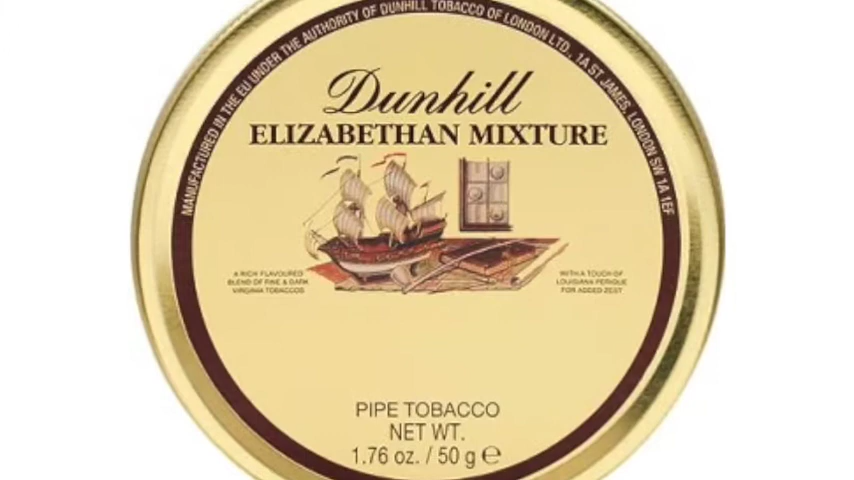 MANUFACTURED IN THE EU UNDER THE AUTHORITY OF DUNHILL TOBACCO OF LONDON LTD., 1A ST JAMES, LONDON SW 1A 1EF
Dunhill
ELIZABETHAN MIXTURE
A RICH FLAVOURED
BLEND OF FINE & DARK
VIRGINIA TOBACCOS
WITH A TOUCH OF
LOUISIANA PERIQUE
FOR ADDED ZEST
PIPE TOBACCO
NET WT.
1.76 oz. / 50 g ℮